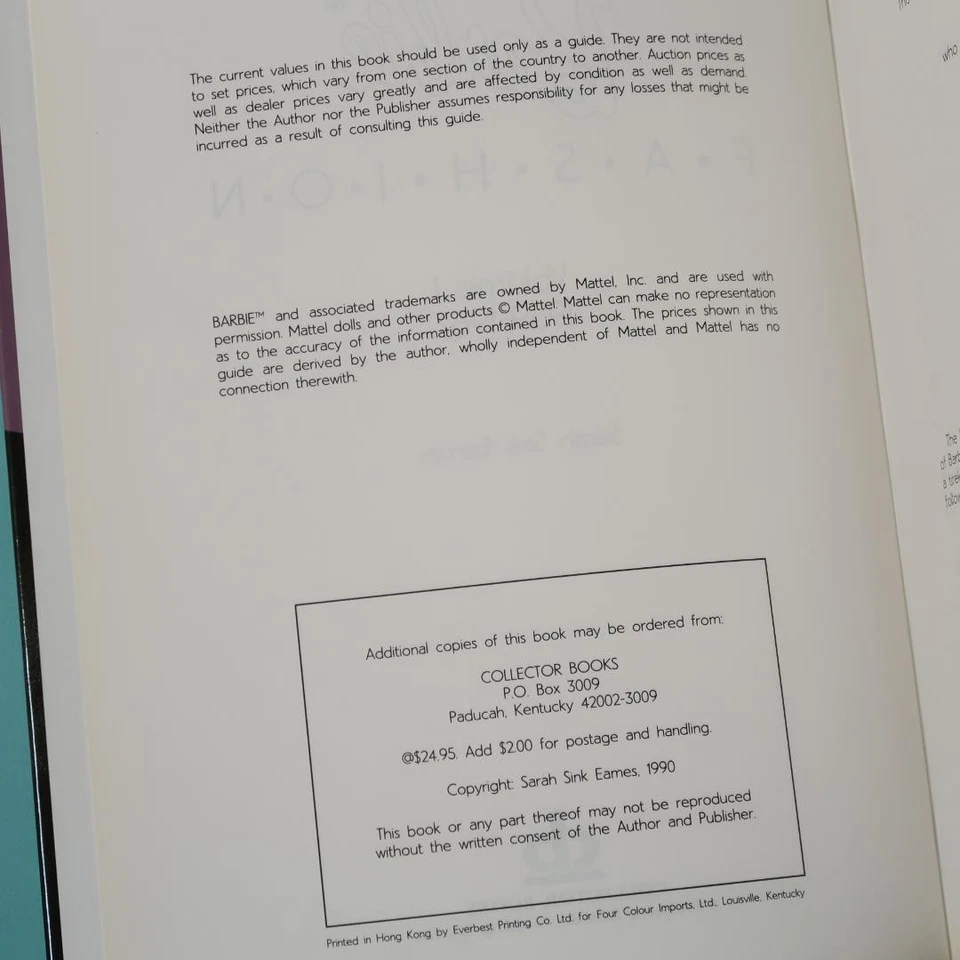 The current values in this book should be used only as a guide. They are not intended
to set prices, which vary from one section of the country to another. Auction prices as
well as dealer prices vary greatly and are affected by condition as well as demand.
Neither the Author nor the Publisher assumes responsibility for any losses that might be
incurred as a result of consulting this guide.
F • A • S • H • I • O • N
BARBIE™ and associated trademarks are owned by Mattel, Inc. and are used with
permission. Mattel dolls and other products © Mattel. Mattel can make no representation
as to the accuracy of the information contained in this book. The prices shown in this
guide are derived by the author, wholly independent of Mattel and Mattel has no
connection therewith.
Additional copies of this book may be ordered from:
COLLECTOR BOOKS
P.O. Box 3009
Paducah, Kentucky 42002-3009
@$24.95. Add $2.00 for postage and handling.
Copyright: Sarah Sink Eames, 1990
This book or any part thereof may not be reproduced
without the written consent of the Author and Publisher.
Printed in Hong Kong by Everbest Printing Co. Ltd. for Four Colour Imports, Ltd., Louisville, Kentucky
who
The
of Barb
follow